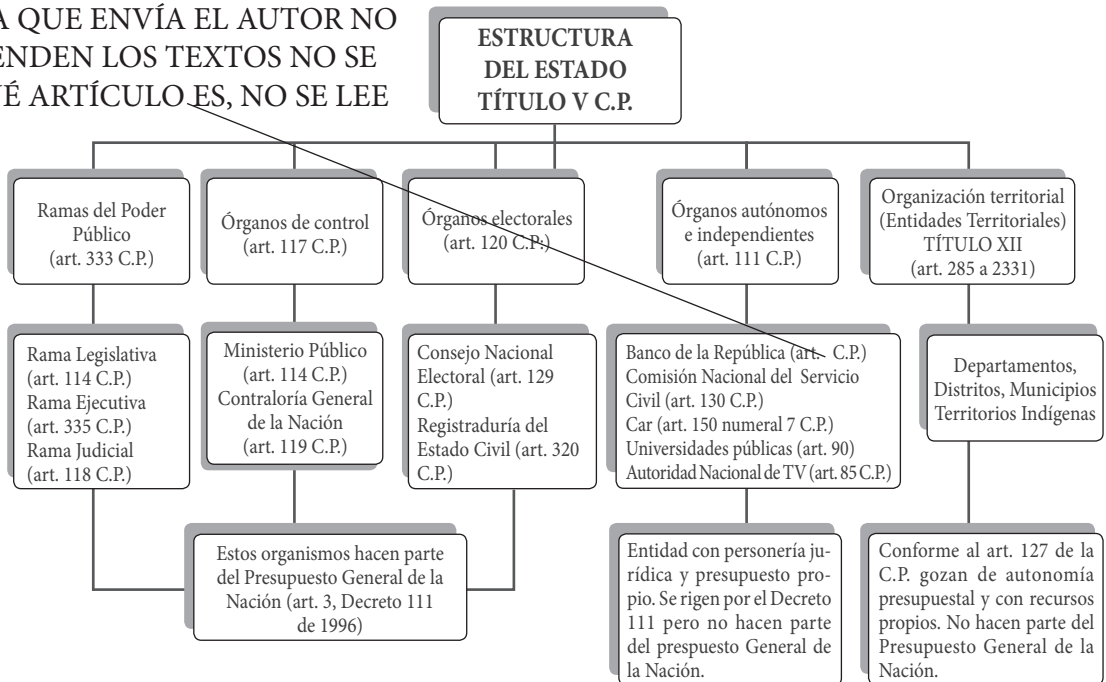 A QUE ENVÍA EL AUTOR NO
ENDEN LOS TEXTOS NO SE
É ARTÍCULO ES, NO SE LEE
ESTRUCTURA
DEL ESTADO
TÍTULO V C.P.
Ramas del Poder
Público
(art. 333 C.P.)
Órganos de control
(art. 117 C.P.)
Órganos electorales
(art. 120 C.P.)
Órganos autónomos
e independientes
(art. 111 C.P.)
Organización territorial
(Entidades Territoriales)
TÍTULO XII
(art. 285 a 2331)
Rama Legislativa
(art. 114 C.P.)
Rama Ejecutiva
(art. 335 C.P.)
Rama Judicial
(art. 118 C.P.)
Ministerio Público
(art. 114 C.P.)
Contraloría General
de la Nación
(art. 119 C.P.)
Consejo Nacional
Electoral (art. 129
C.P.)
Registraduría del
Estado Civil (art. 320
C.P.)
Banco de la República (art. C.P.)
Comisión Nacional del Servicio
Civil (art. 130 C.P.)
Car (art. 150 numeral 7 C.P.)
Universidades públicas (art. 90)
Autoridad Nacional de TV (art. 85 C.P.)
Departamentos,
Distritos, Municipios
Territorios Indígenas
Estos organismos hacen parte
del Presupuesto General de la
Nación (art. 3, Decreto 111
de 1996)
Entidad con personería ju-
rídica y presupuesto pro-
pio. Se rigen por el Decreto
111 pero no hacen parte
del prespuesto General de
la Nación.
Conforme al art. 127 de la
C.P. gozan de autonomía
presupuestal y con recursos
propios. No hacen parte del
Presupuesto General de la
Nación.